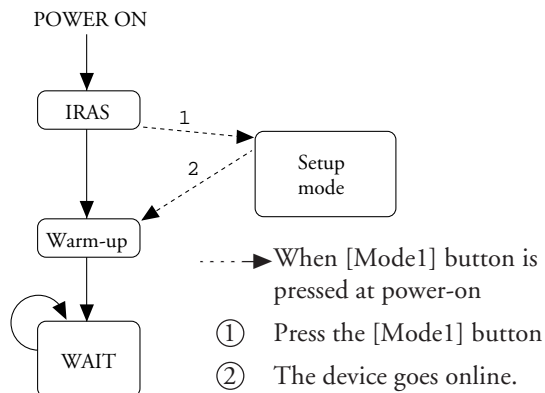 POWER ON
IRAS
1
Setup
mode
2
Warm-up
When [Mode1] button is
pressed at power-on
① Press the [Mode1] button
WAIT
② The device goes online.